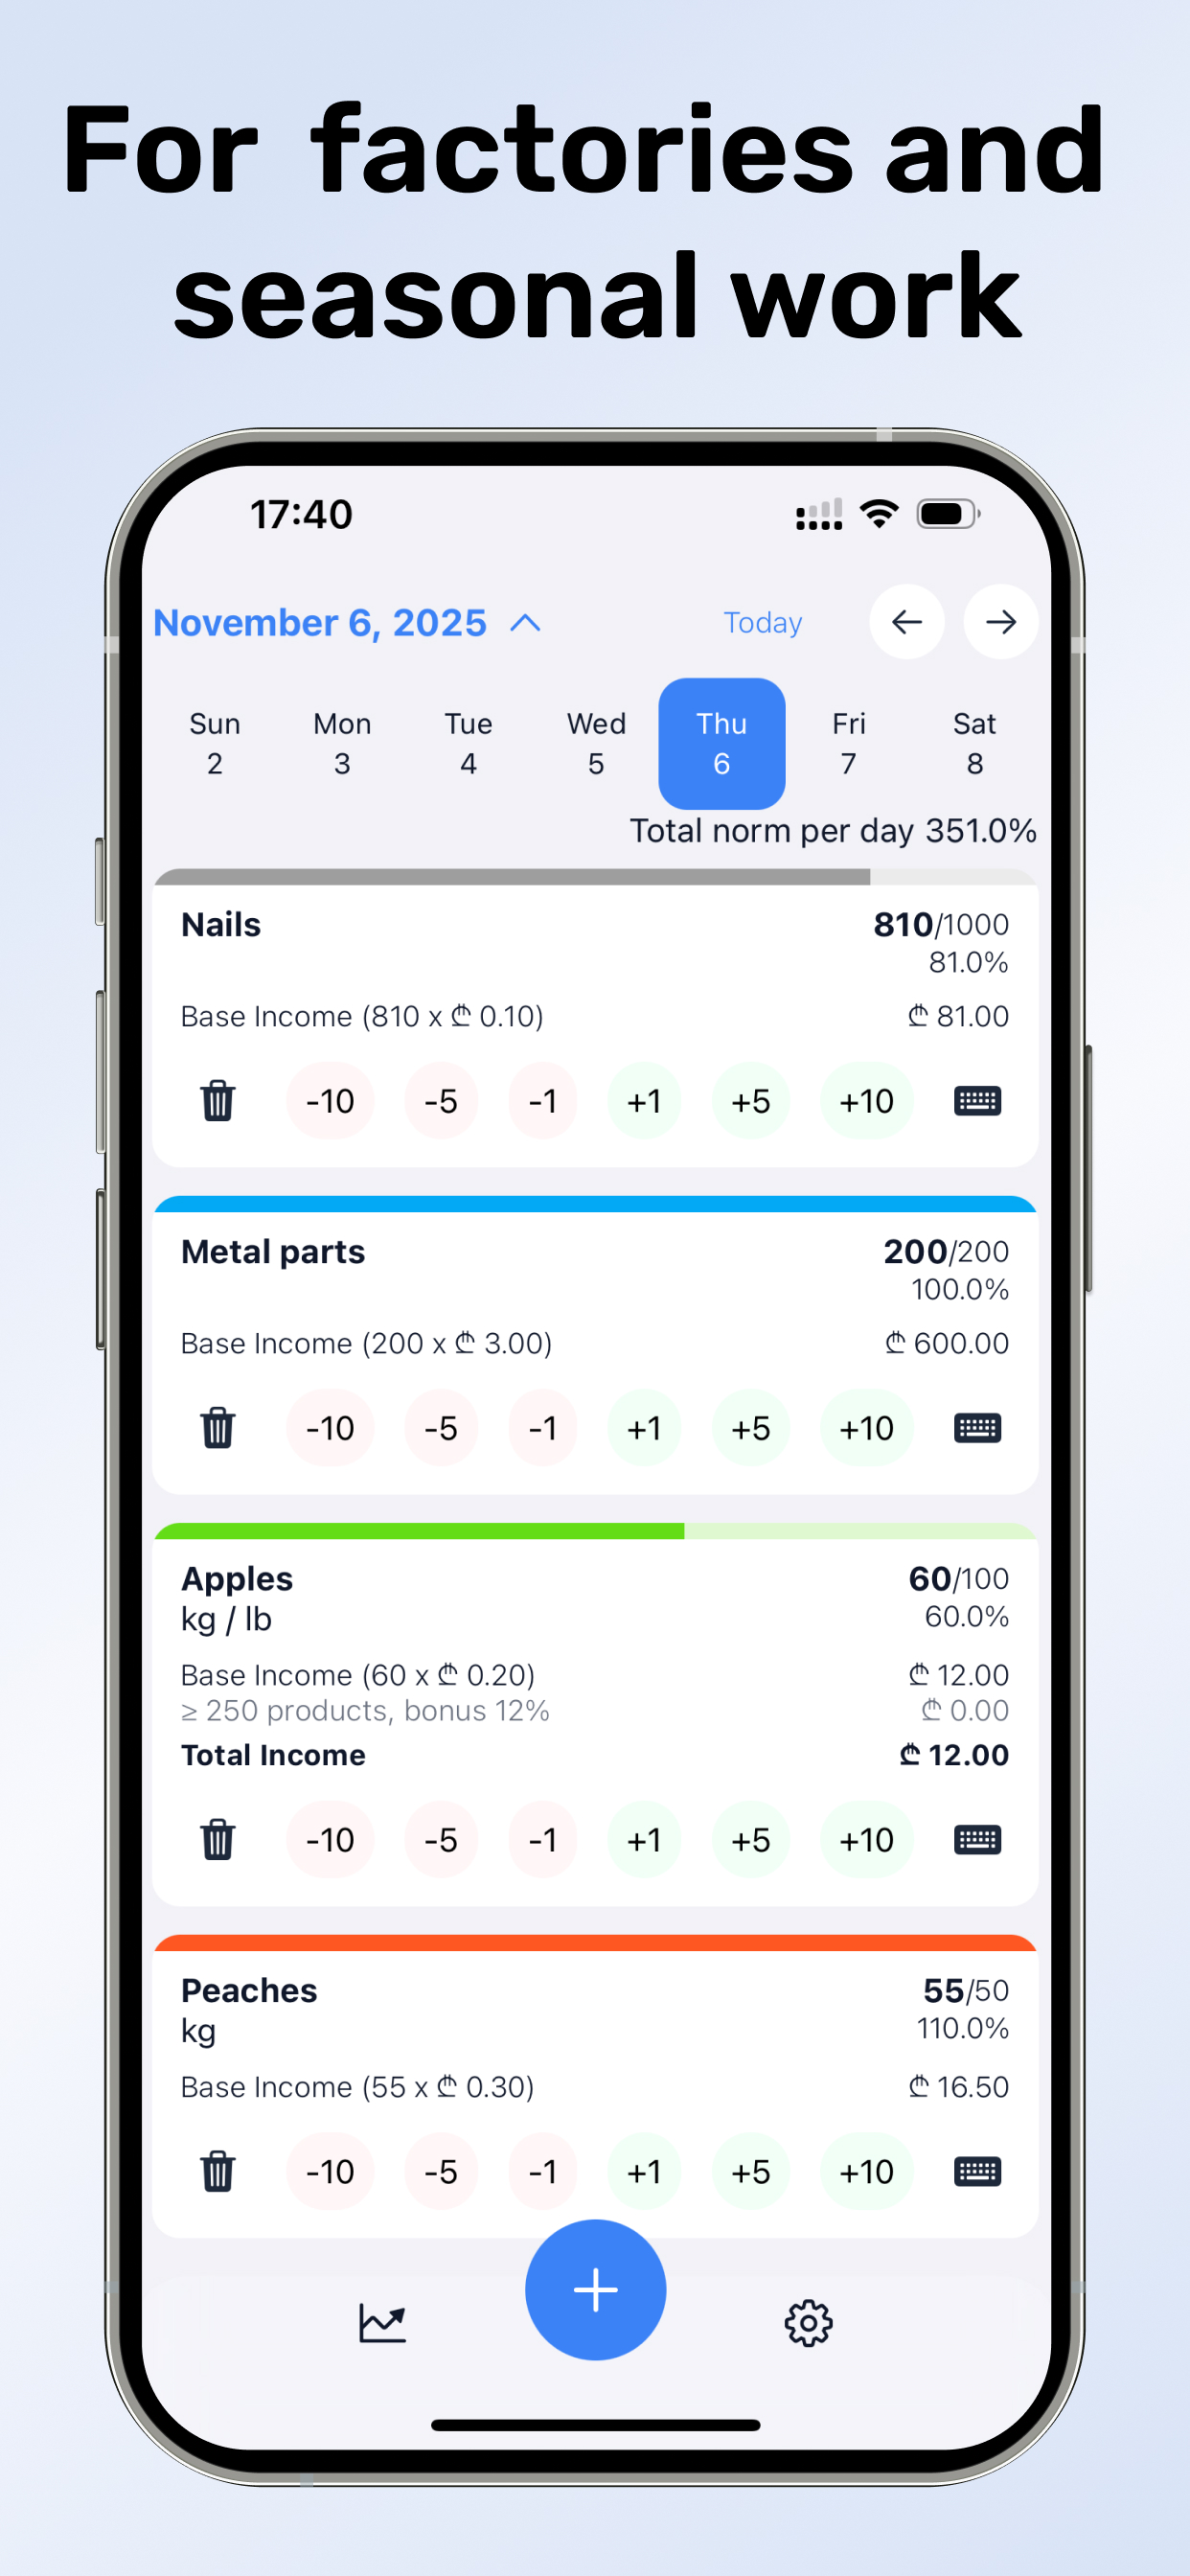 For factories and
seasonal work
17:40
November 6, 2025 Today
Sun Mon Tue Wed Thu Fri Sat
2 3 4 5 6 7 8
Total norm per day 351.0%
Nails 810/1000
81.0%
Base Income (810 x ₾ 0.10) ₾ 81.00
-10 -5 -1 +1 +5 +10
Metal parts 200/200
100.0%
Base Income (200 x ₾ 3.00) ₾ 600.00
-10 -5 -1 +1 +5 +10
Apples 60/100
kg / lb 60.0%
Base Income (60 x ₾ 0.20) ₾ 12.00
≥ 250 products, bonus 12% ₾ 0.00
Total Income ₾ 12.00
-10 -5 -1 +1 +5 +10
Peaches 55/50
kg 110.0%
Base Income (55 x ₾ 0.30) ₾ 16.50
-10 -5 -1 +1 +5 +10